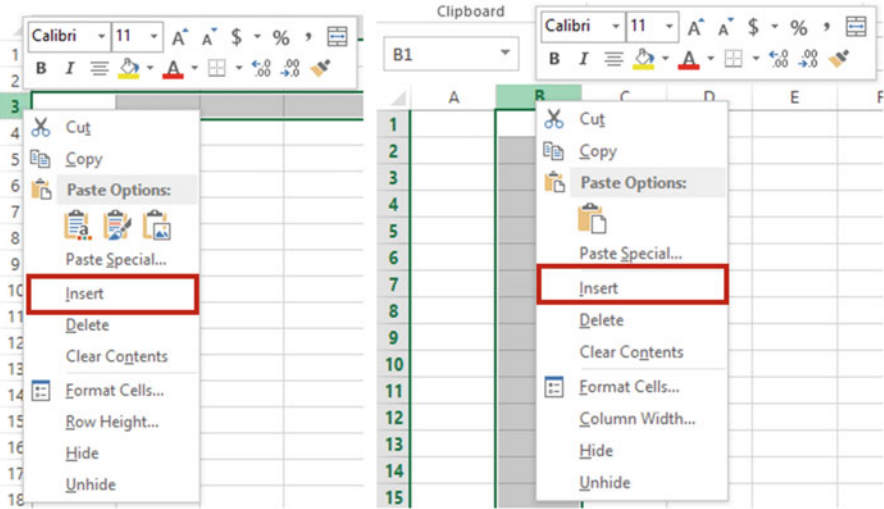 Calibri 11 A A $ % ,
B I A .00 .00
1
2
3
4
5
6
7
8
9
10
11
12
13
14
15
16
17
18
Cut
Copy
Paste Options:
Paste Special...
Insert
Delete
Clear Contents
Format Cells...
Row Height...
Hide
Unhide
Clipboard
B1
Calibri 11 A A $ % ,
B I A .00 .00
A B C D E F
1
2
3
4
5
6
7
8
9
10
11
12
13
14
15
Cut
Copy
Paste Options:
Paste Special...
Insert
Delete
Clear Contents
Format Cells...
Column Width...
Hide
Unhide